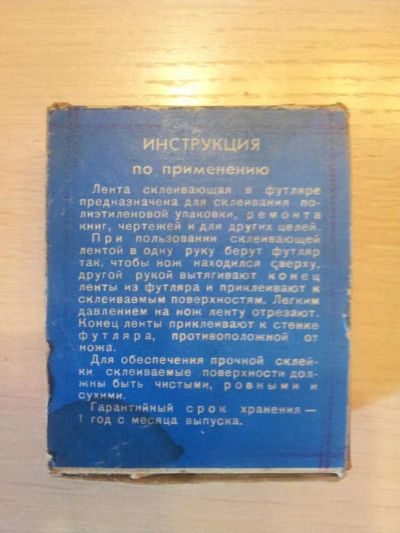 ИНСТРУКЦИЯ
по применению
Лента склеивающая в футляре
предназначена для склеивания по-
лиэтиленовой упаковки, ремонта
книг, чертежей и для других целей.
При пользовании склеивающей
лентой в одну руку берут футляр
так, чтобы нож находился сверху,
другой рукой вытягивают конец
ленты из футляра и приклеивают к
склеиваемым поверхностям. Легким
давлением на нож ленту отрезают.
Конец ленты приклеивают к стенке
футляра, противоположной от
ножа.
Для обеспечения прочной склей-
ки склеиваемые поверхности дол-
жны быть чистыми, ровными и
сухими.
Гарантийный срок хранения—
1 год с месяца выпуска.